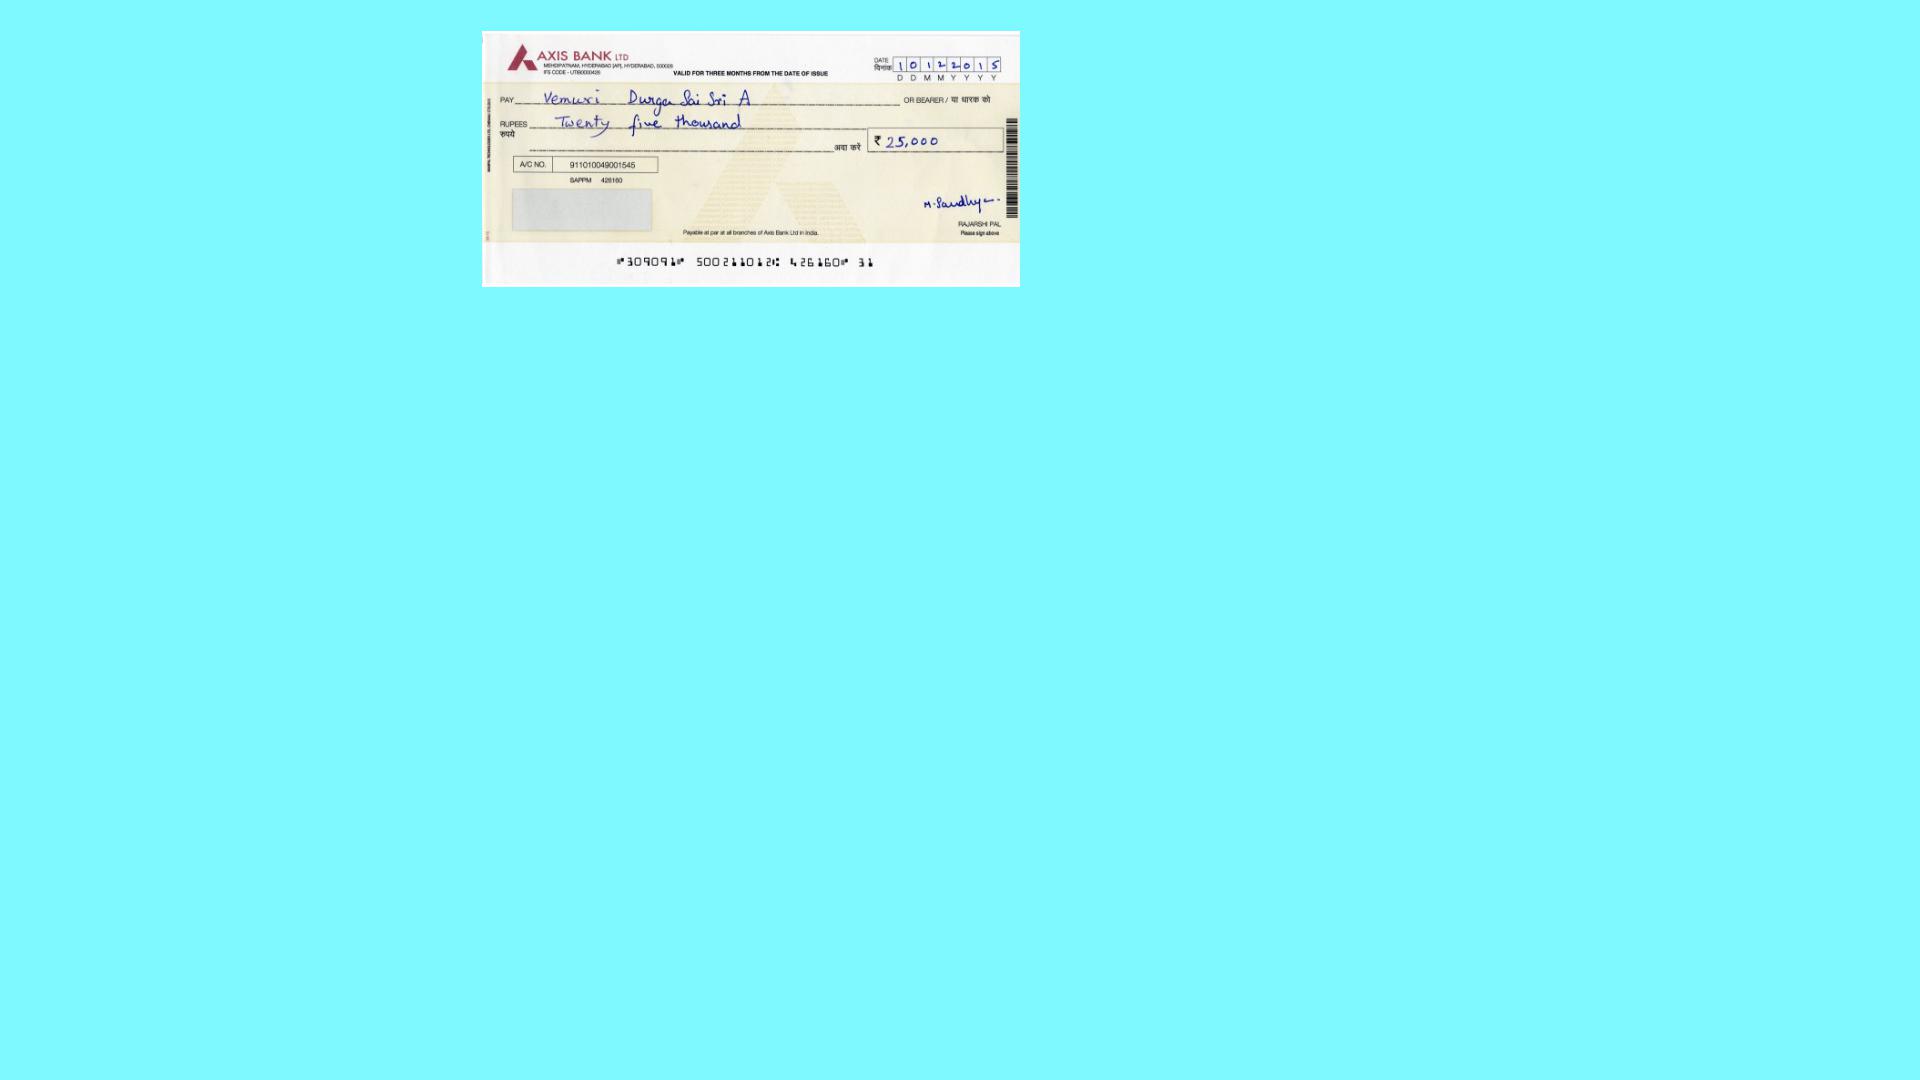 AXIS BANK LTD
MEHDIPATNAM, HYDERABAD [AP], HYDERABAD, 500028
IFS CODE - UTIB0000426
VALID FOR THREE MONTHS FROM THE DATE OF ISSUE
DATE
दिनांक
1 0 1 2 2 0 1 5
D D M M Y Y Y Y
PAY Vemuri Durga Sai Sri A OR BEARER / या धारक को
RUPEES Twenty five thousand
रुपये
अदा करें ₹ 25,000
A/C NO. 911010049001545
SAPPM 426160
M. Sandhya
RAJARSHI PAL
Please sign above
Payable at par at all branches of Axis Bank Ltd in India.
⑈309091⑈ 500211012⑆ 426160⑈ 31